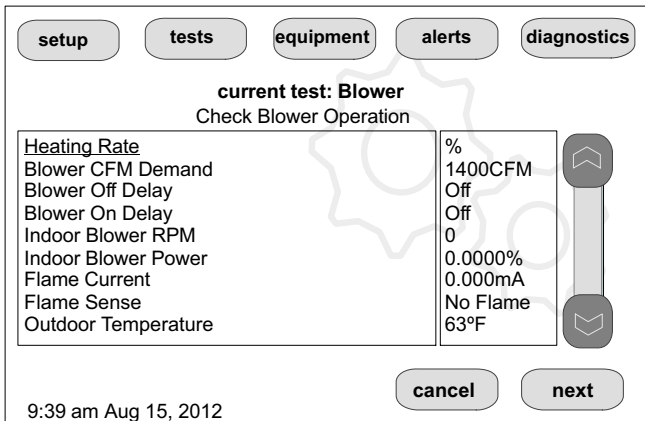 setup tests equipment alerts diagnostics
current test: Blower
Check Blower Operation
Heating Rate %
Blower CFM Demand 1400CFM
Blower Off Delay Off
Blower On Delay Off
Indoor Blower RPM 0
Indoor Blower Power 0.0000%
Flame Current 0.000mA
Flame Sense No Flame
Outdoor Temperature 63ºF
cancel next
9:39 am Aug 15, 2012